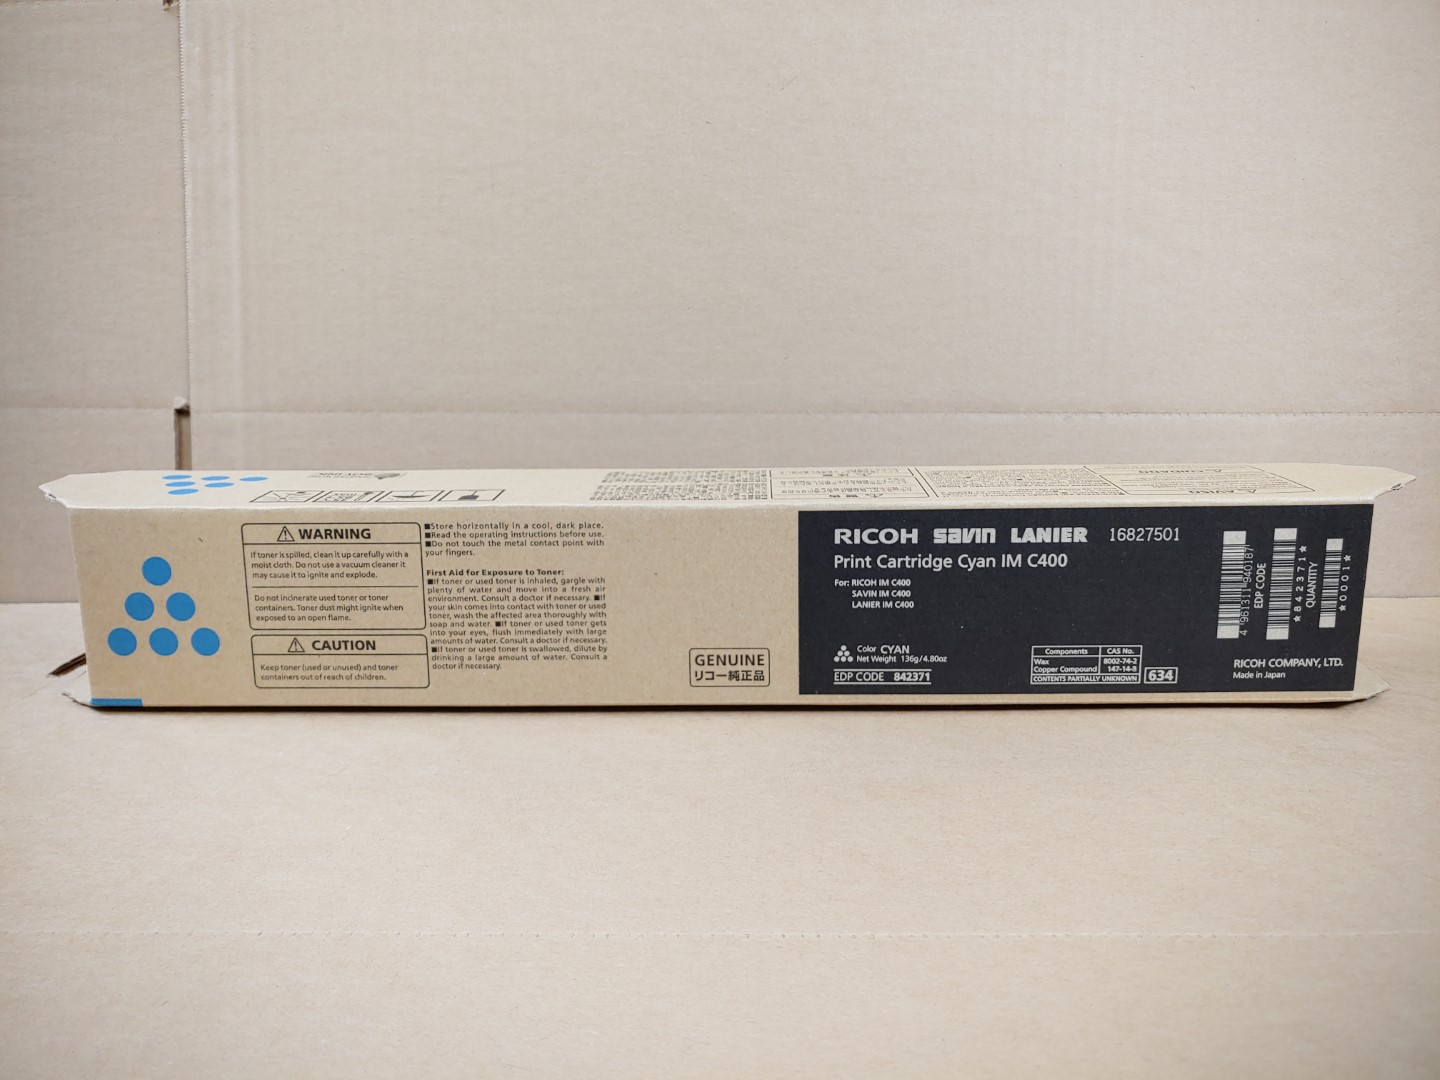 WARNING
If toner is spilled, clean it up carefully with a
moist cloth. Do not use a vacuum cleaner it
may cause it to ignite and explode.
Do not incinerate used toner or toner
containers. Toner dust might ignite when
exposed to an open flame.
CAUTION
Keep toner (used or unused) and toner
containers out of reach of children.
■Store horizontally in a cool, dark place.
■Read the operating instructions before use.
■Do not touch the metal contact point with
your fingers.
First Aid for Exposure to Toner:
■If toner or used toner is inhaled, gargle with
plenty of water and move into a fresh air
environment. Consult a doctor if necessary. ■If
your skin comes into contact with toner or used
toner, wash the affected area thoroughly with
soap and water. ■If toner or used toner gets
into your eyes, flush immediately with large
amounts of water. Consult a doctor if necessary.
■If toner or used toner is swallowed, dilute by
drinking a large amount of water. Consult a
doctor if necessary.
GENUINE
リコー純正品
RICOH savin LANIER 16827501
Print Cartridge Cyan IM C400
For: RICOH IM C400
SAVIN IM C400
LANIER IM C400
Color CYAN
Net Weight 136g/4.80oz
EDP CODE 842371
Components CAS No.
Wax 8002-74-2
Copper Compound 147-14-8
CONTENTS PARTIALLY UNKNOWN
634
4 961311 940187
EDP CODE
*842371*
QUANTITY
*0001*
RICOH COMPANY, LTD.
Made in Japan